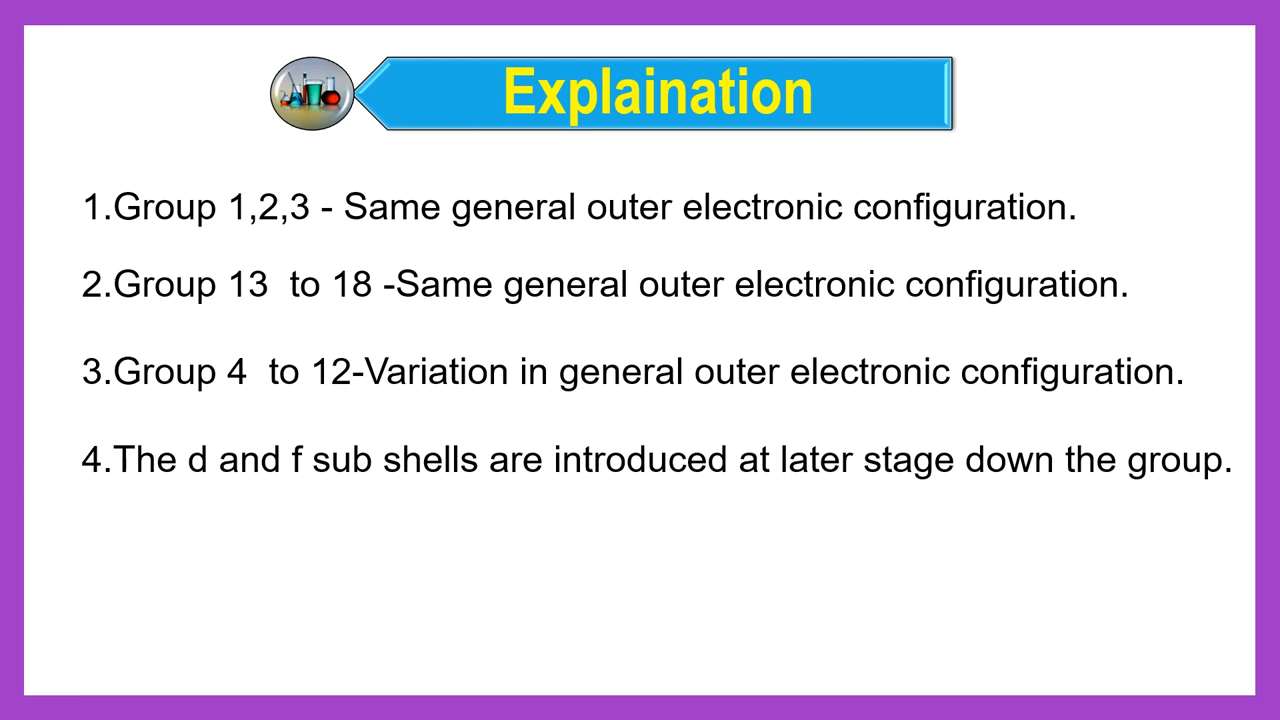 Explaination
1.Group 1,2,3 - Same general outer electronic configuration.
2.Group 13  to 18 -Same general outer electronic configuration.
3.Group 4  to 12-Variation in general outer electronic configuration.
4.The d and f sub shells are introduced at later stage down the group.